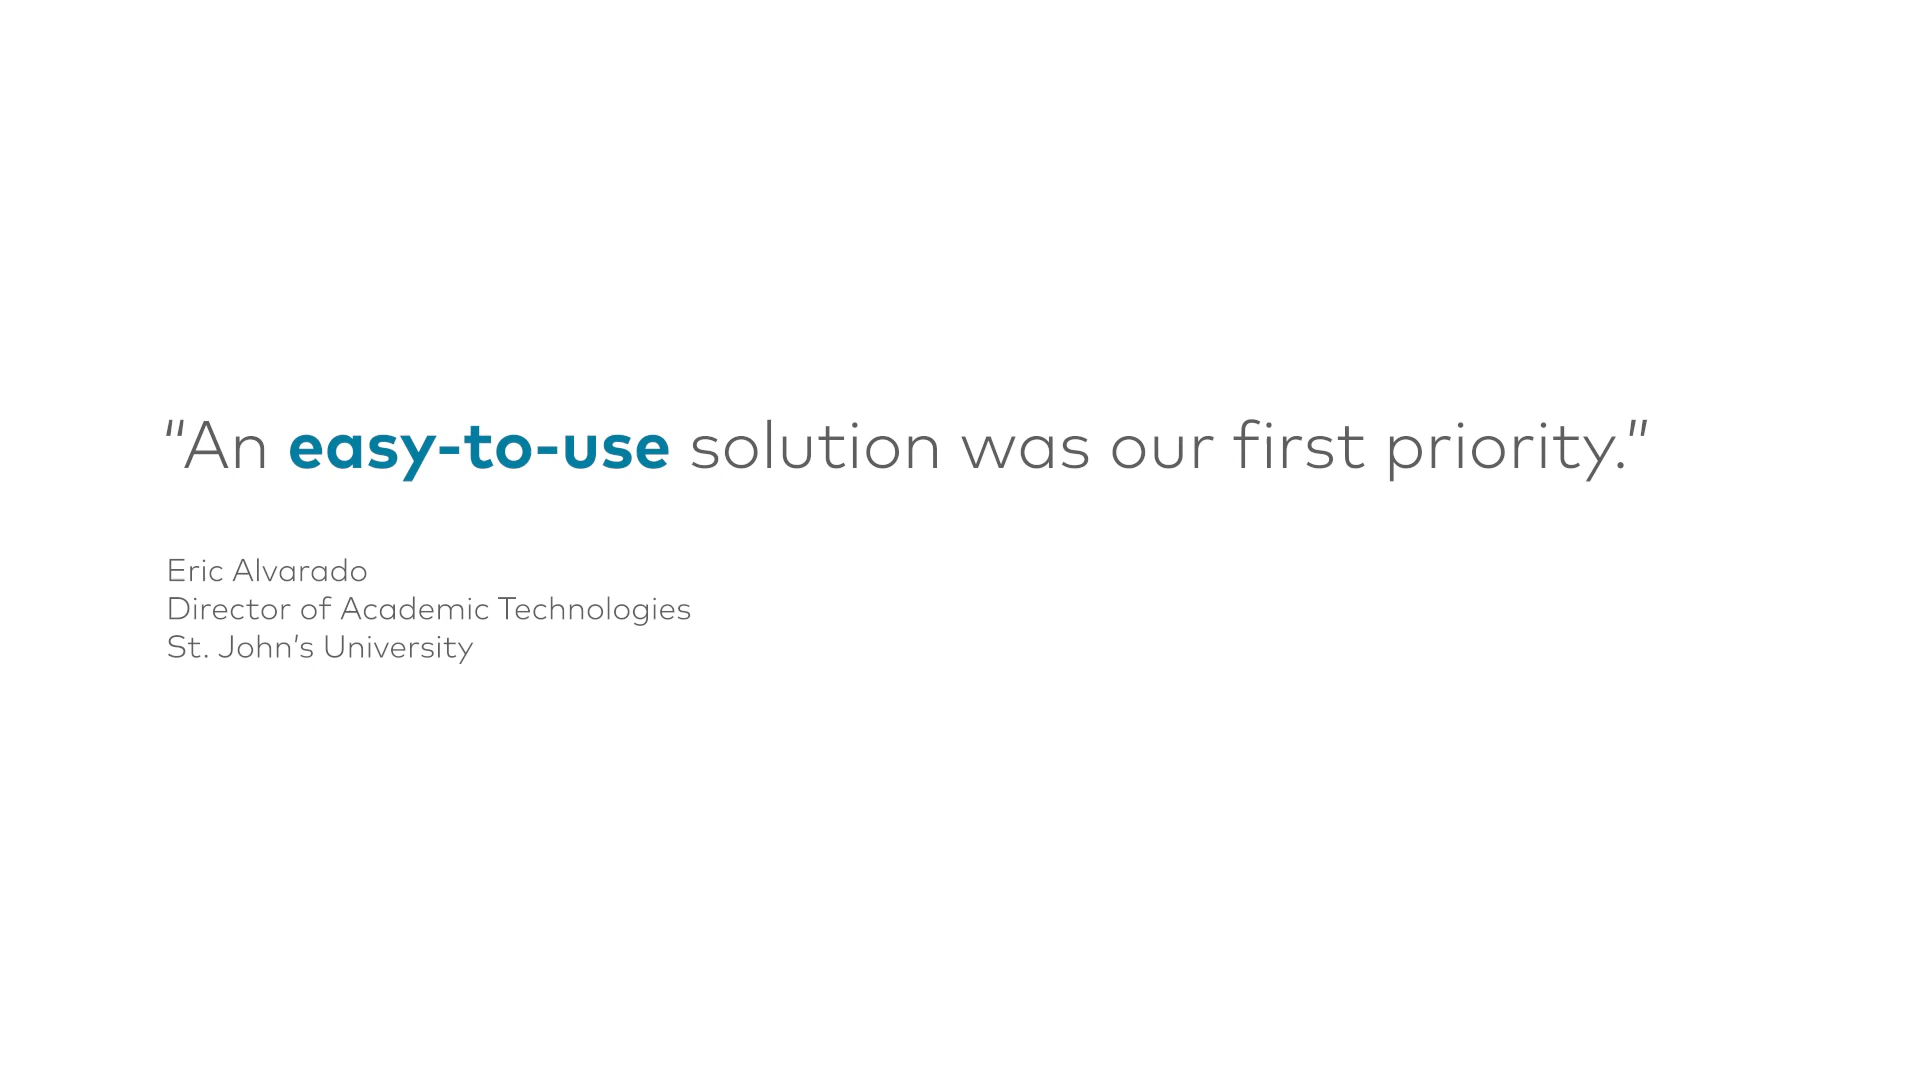 "An easy-to-use solution was our first priority."
Eric Alvarado
Director of Academic Technologies
St. John's University